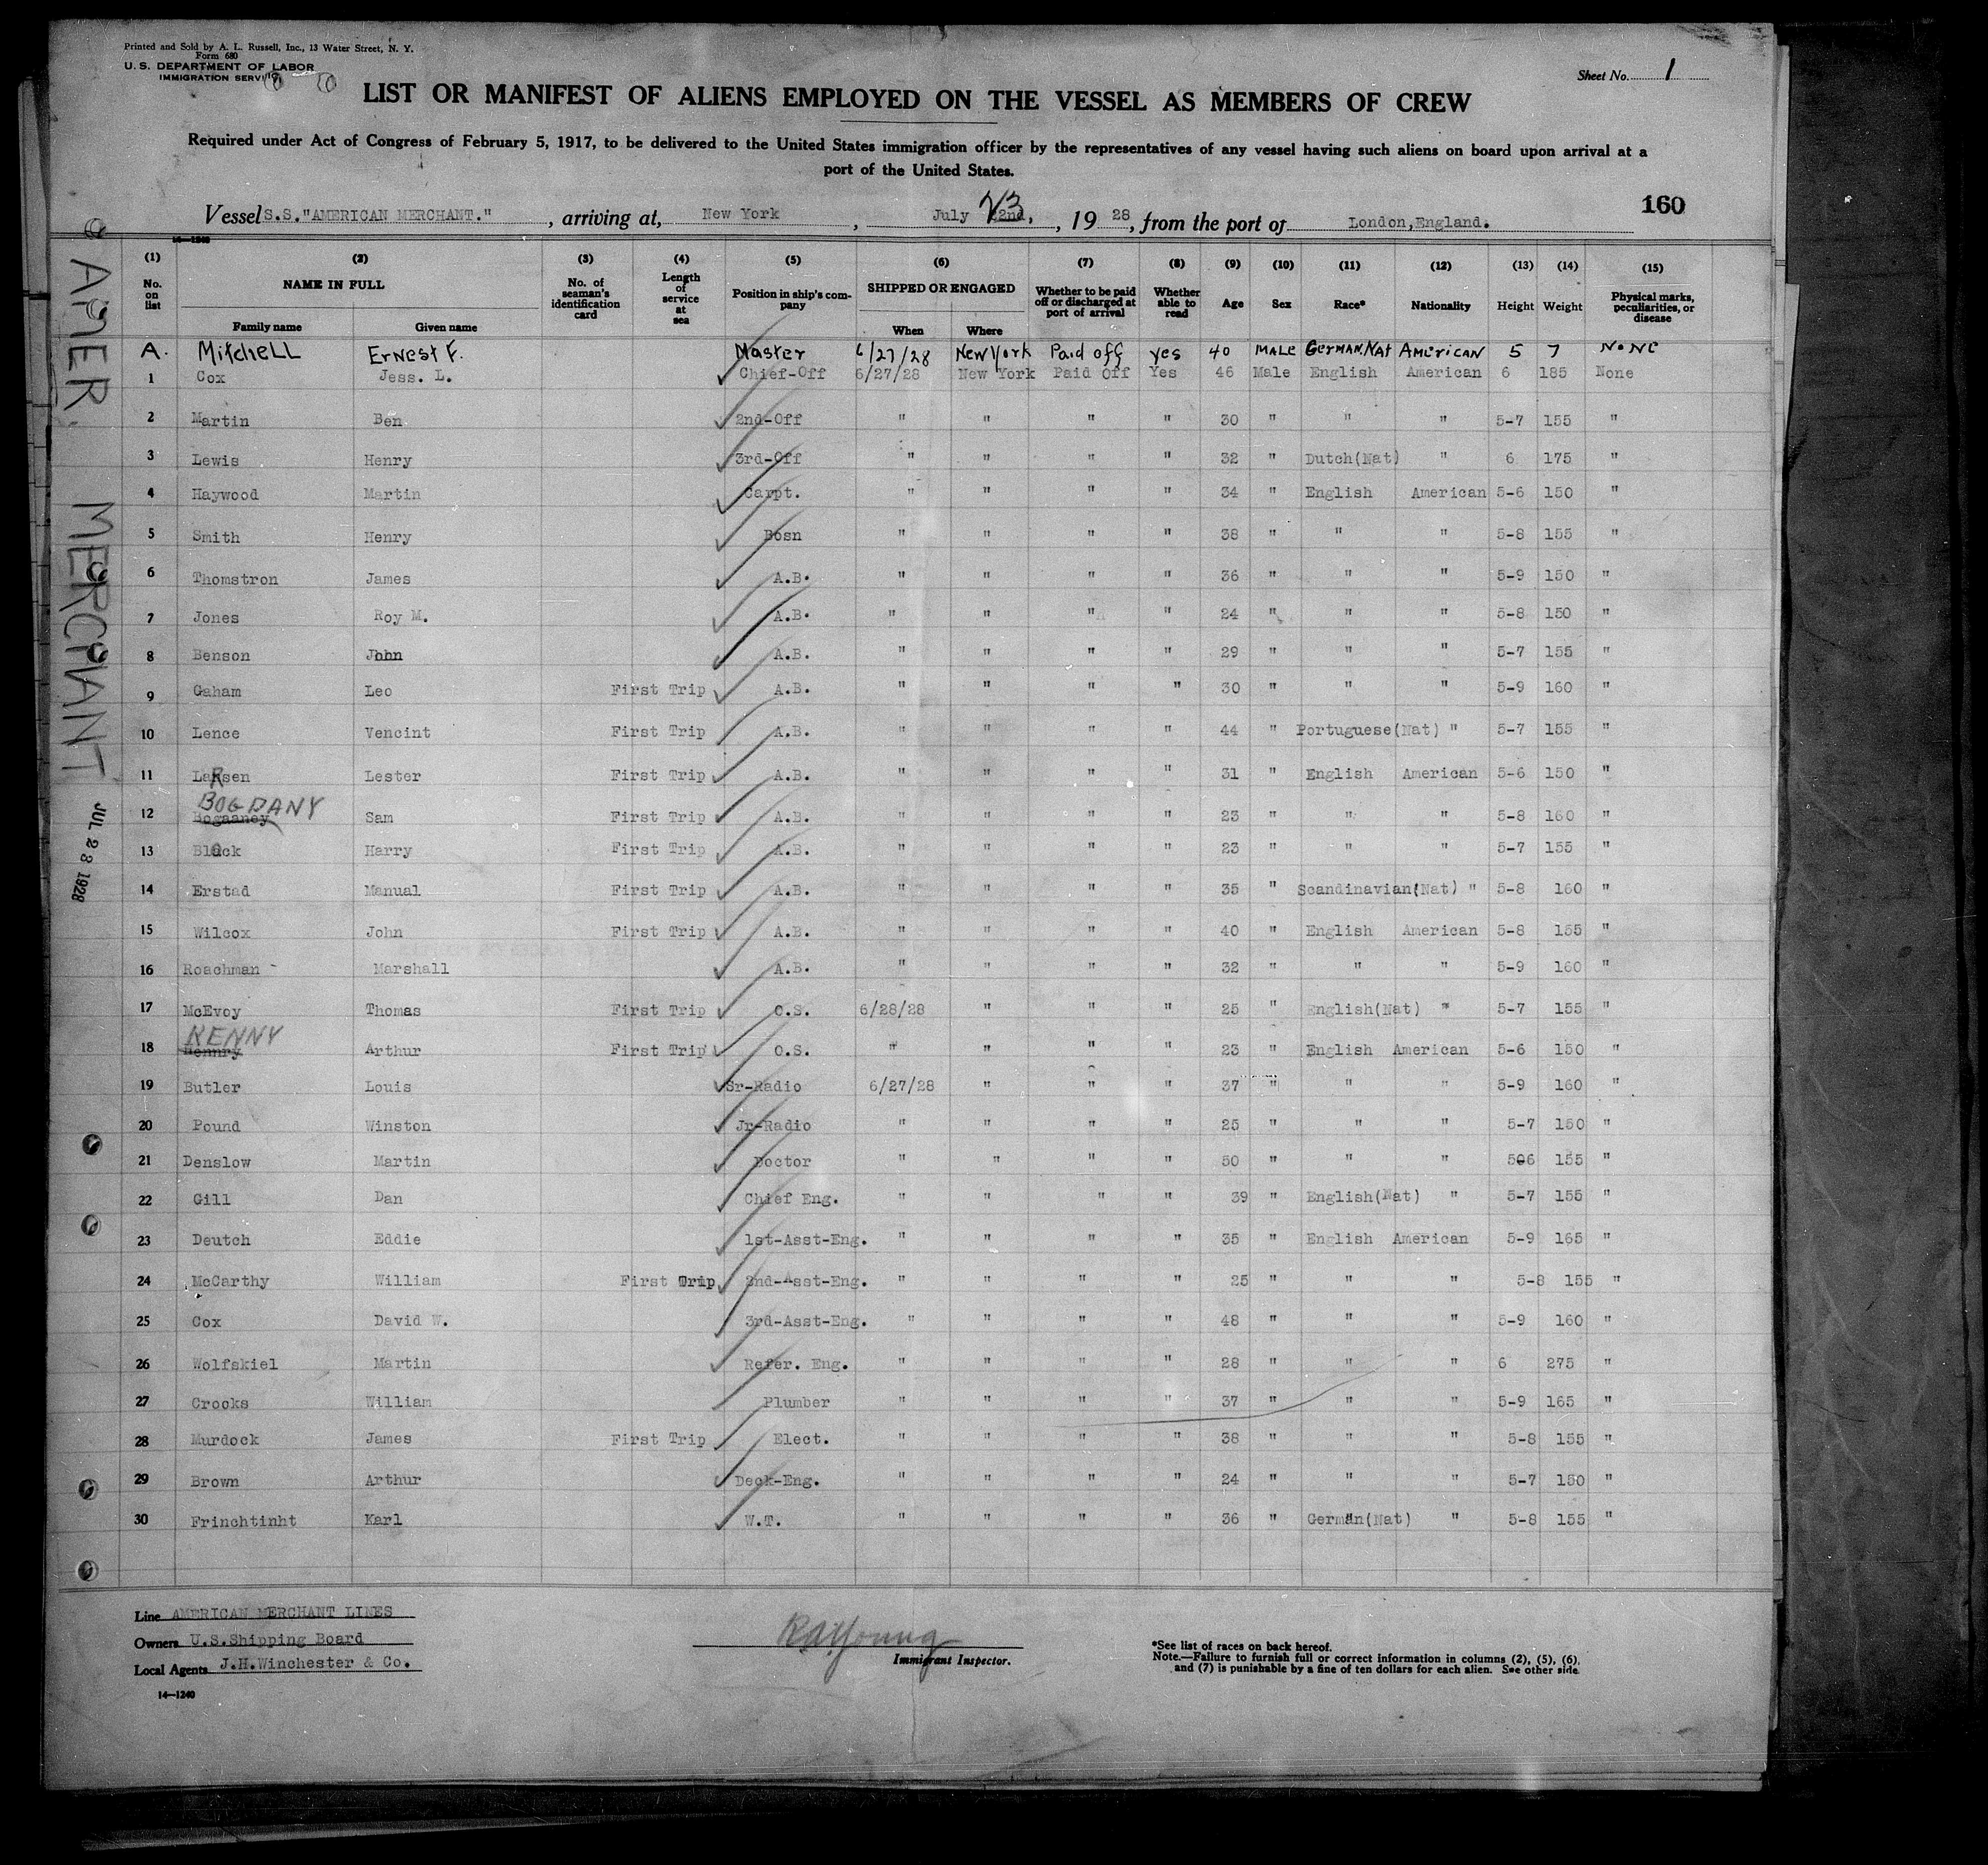 Printed and Sold by A. L. Russell, Inc., 13 Water Street, N. Y.
Form 680
U. S. DEPARTMENT OF LABOR
IMMIGRATION SERVI
Sheet No. 1
LIST OR MANIFEST OF ALIENS EMPLOYED ON THE VESSEL AS MEMBERS OF CREW
Required under Act of Congress of February 5, 1917, to be delivered to the United States immigration officer by the representatives of any vessel having such aliens on board upon arrival at a
port of the United States.
160
Vessel S.S."AMERICAN MERCHANT.", arriving at, New York, July 23, 1928, from the port of London,England.
14—1240
AMER. MERCHANT
JUL 28 1928
(1) (2) (3) (4) (5) (6) (7) (8) (9) (10) (11) (12) (13) (14) (15)
No. on list NAME IN FULL No. of seaman's identification card Length of service at sea Position in ship's company SHIPPED OR ENGAGED Whether to be paid off or discharged at port of arrival Whether able to read Age Sex Race* Nationality Height Weight Physical marks, peculiarities, or disease
Family name Given name When Where
A. Mitchell Ernest F. Master 6/27/28 New York Paid off yes 40 MALE GERMAN.Nat AMERICAN 5 7 NONE
1 Cox Jess. L. Chief-Off 6/27/28 New York Paid Off Yes 46 Male English American 6 185 None
2 Martin Ben 2nd-Off " " " " 30 " " " 5-7 155 "
3 Lewis Henry 3rd-Off " " " " 32 " Dutch(Nat) " 6 175 "
4 Haywood Martin Carpt. " " " " 34 " English American 5-6 150 "
5 Smith Henry Bosn " " " " 38 " " " 5-8 155 "
6 Thomstron James A.B. " " " " 36 " " " 5-9 150 "
7 Jones Roy M. A.B. " " " " 24 " " " 5-8 150 "
8 Benson John A.B. " " " " 29 " " " 5-7 155 "
9 Gaham Leo First Trip A.B. " " " " 30 " " " 5-9 160 "
10 Lence Vencint First Trip A.B. " " " " 44 " Portuguese(Nat) " 5-7 155 "
11 LaRsen Lester First Trip A.B. " " " " 31 " English American 5-6 150 "
BOGDANY
12 Bogaaney Sam First Trip A.B. " " " " 23 " " " 5-8 160 "
13 Black Harry First Trip A.B. " " " " 23 " " " 5-7 155 "
14 Erstad Manual First Trip A.B. " " " " 35 " Scandinavian(Nat) " 5-8 160 "
15 Wilcox John First Trip A.B. " " " " 40 " English American 5-8 155 "
16 Roachman Marshall A.B. " " " " 32 " " " 5-9 160 "
17 McEvoy Thomas First Trip O.S. 6/28/28 " " " 25 " English(Nat) " 5-7 155 "
KENNY
18 Arthur First Trip O.S. " " " " 23 " English American 5-6 150 "
19 Butler Louis Sr-Radio 6/27/28 " " " 37 " " " 5-9 160 "
20 Pound Winston Jr-Radio " " " " 25 " " " 5-7 150 "
21 Denslow Martin Doctor " " " " 50 " " " 5-6 155 "
22 Gill Dan Chief Eng. " " " " 39 " English(Nat) " 5-7 155 "
23 Deutch Eddie 1st-Asst-Eng. " " " " 35 " English American 5-9 165 "
24 McCarthy William First Trip 2nd-Asst-Eng. " " " " 25 " " " 5-8 155 "
25 Cox David W. 3rd-Asst-Eng. " " " " 48 " " " 5-9 160 "
26 Wolfskiel Martin Refer. Eng. " " " " 28 " " " 6 275 "
27 Crooks William Plumber " " " " 37 " " " 5-9 165 "
28 Murdock James First Trip Elect. " " " " 38 " " " 5-8 155 "
29 Brown Arthur Deck-Eng. " " " " 24 " " " 5-7 150 "
30 Frinchtinht Karl W.T. " " " " 36 " German(Nat) " 5-8 155 "
Line AMERICAN MERCHANT LINES
Owners U.S.Shipping Board
Local Agents J.H.Winchester & Co.
14—1240
Immigrant Inspector.
*See list of races on back hereof.
Note.—Failure to furnish full or correct information in columns (2), (5), (6),
and (7) is punishable by a fine of ten dollars for each alien. See other side.